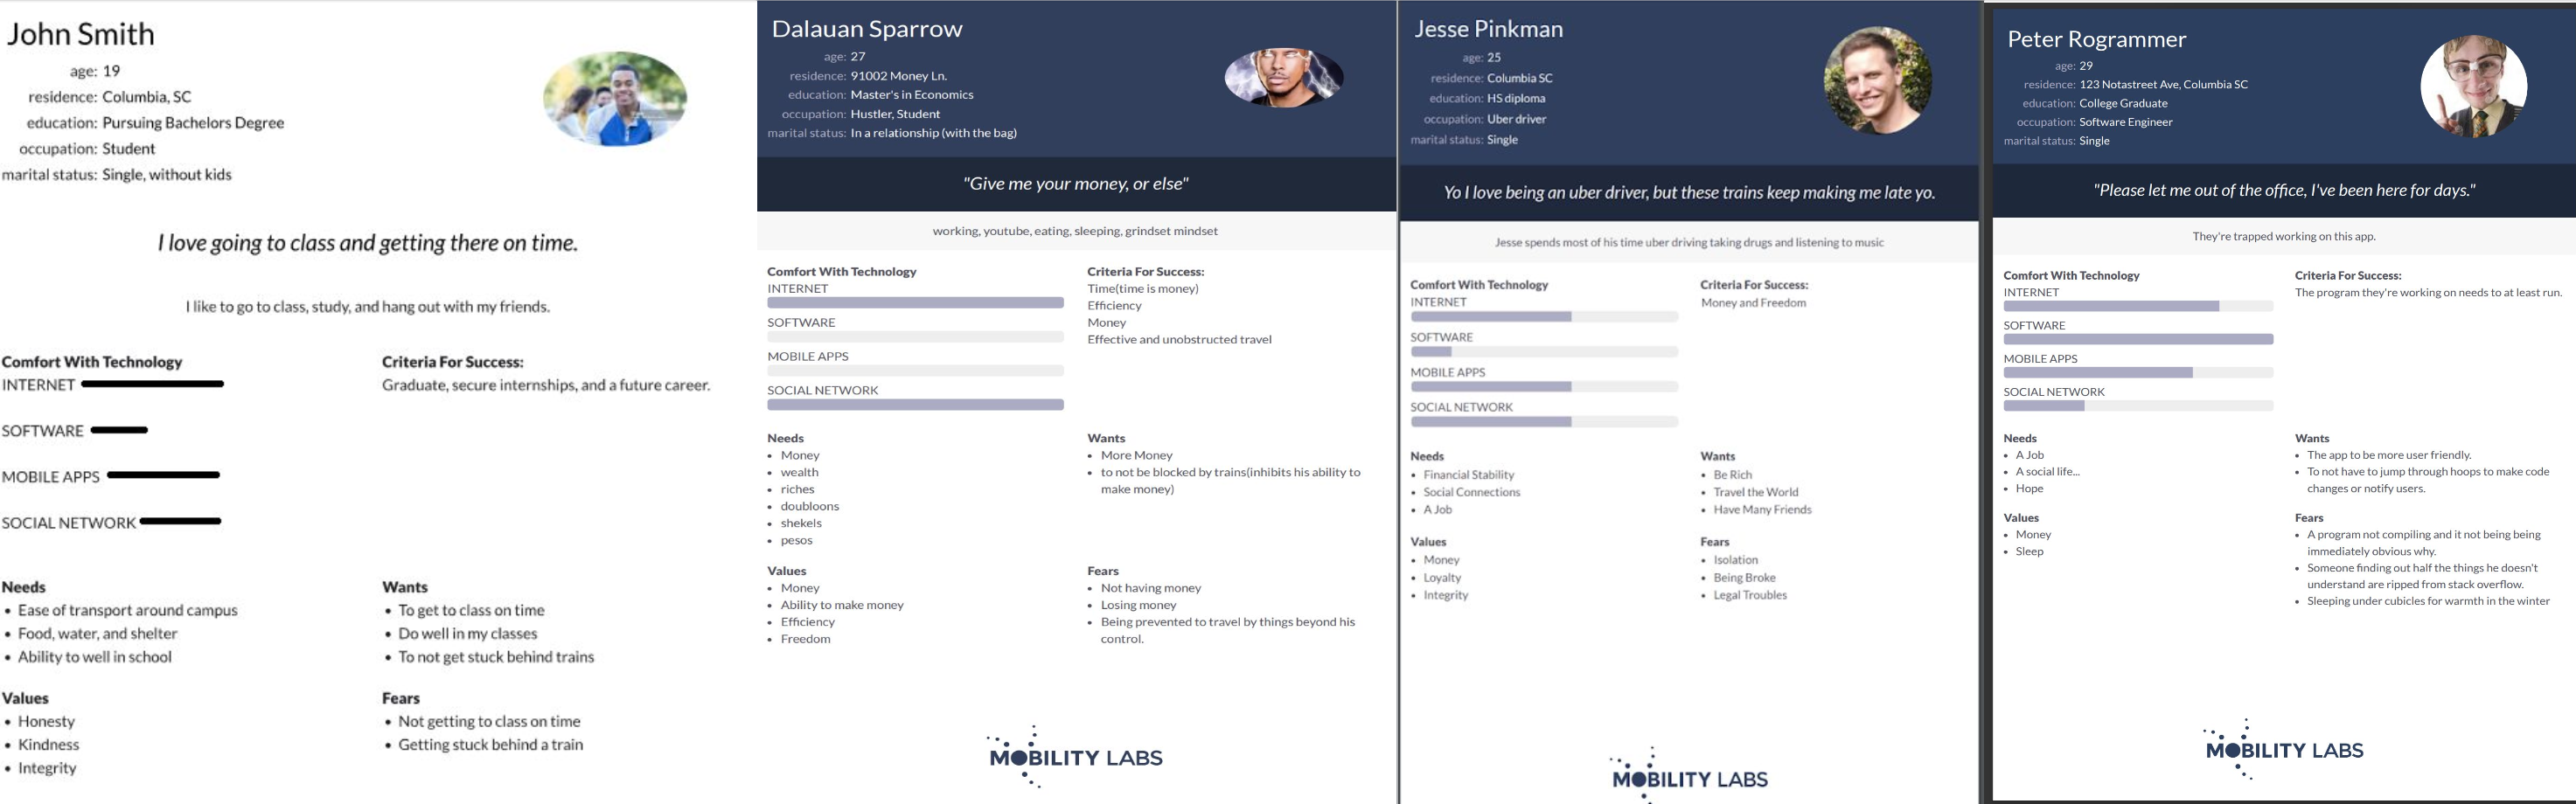 John Smith
age: 19
residence: Columbia, SC
education: Pursuing Bachelors Degree
occupation: Student
marital status: Single, without kids
I love going to class and getting there on time.
I like to go to class, study, and hang out with my friends.
Comfort With Technology
INTERNET
SOFTWARE
MOBILE APPS
SOCIAL NETWORK
Criteria For Success:
Graduate, secure internships, and a future career.
Needs
• Ease of transport around campus
• Food, water, and shelter
• Ability to well in school
Wants
• To get to class on time
• Do well in my classes
• To not get stuck behind trains
Values
• Honesty
• Kindness
• Integrity
Fears
• Not getting to class on time
• Getting stuck behind a train
Dalauan Sparrow
age: 27
residence: 91002 Money Ln.
education: Master's in Economics
occupation: Hustler, Student
marital status: In a relationship (with the bag)
"Give me your money, or else"
working, youtube, eating, sleeping, grindset mindset
Comfort With Technology
INTERNET
SOFTWARE
MOBILE APPS
SOCIAL NETWORK
Criteria For Success:
Time(time is money)
Efficiency
Money
Effective and unobstructed travel
Needs
• Money
• wealth
• riches
• doubloons
• shekels
• pesos
Wants
• More Money
• to not be blocked by trains(inhibits his ability to
make money)
Values
• Money
• Ability to make money
• Efficiency
• Freedom
Fears
• Not having money
• Losing money
• Being prevented to travel by things beyond his
control.
MOBILITY LABS
Jesse Pinkman
age: 25
residence: Columbia SC
education: HS diploma
occupation: Uber driver
marital status: Single
Yo I love being an uber driver, but these trains keep making me late yo.
Jesse spends most of his time uber driving taking drugs and listening to music
Comfort With Technology
INTERNET
SOFTWARE
MOBILE APPS
SOCIAL NETWORK
Criteria For Success:
Money and Freedom
Needs
• Financial Stability
• Social Connections
• A Job
Wants
• Be Rich
• Travel the World
• Have Many Friends
Values
• Money
• Loyalty
• Integrity
Fears
• Isolation
• Being Broke
• Legal Troubles
MOBILITY LABS
Peter Rogrammer
age: 29
residence: 123 Notastreet Ave, Columbia SC
education: College Graduate
occupation: Software Engineer
marital status: Single
"Please let me out of the office, I've been here for days."
They're trapped working on this app.
Comfort With Technology
INTERNET
SOFTWARE
MOBILE APPS
SOCIAL NETWORK
Criteria For Success:
The program they're working on needs to at least run.
Needs
• A Job
• A social life...
• Hope
Wants
• The app to be more user friendly.
• To not have to jump through hoops to make code
changes or notify users.
Values
• Money
• Sleep
Fears
• A program not compiling and it not being being
immediately obvious why.
• Someone finding out half the things he doesn't
understand are ripped from stack overflow.
• Sleeping under cubicles for warmth in the winter
MOBILITY LABS